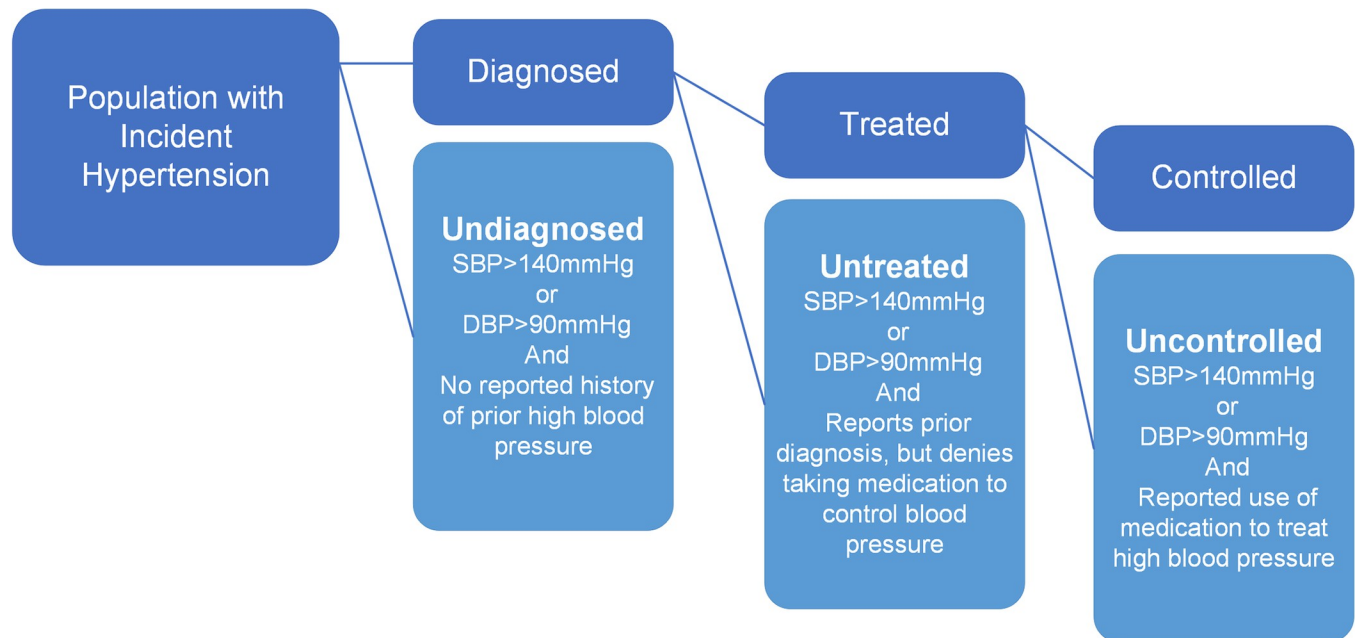 Population with
Incident
Hypertension
Diagnosed
Undiagnosed
SBP>140mmHg
or
DBP>90mmHg
And
No reported history
of prior high blood
pressure
Treated
Untreated
SBP>140mmHg
or
DBP>90mmHg
And
Reports prior
diagnosis, but denies
taking medication to
control blood
pressure
Controlled
Uncontrolled
SBP>140mmHg
or
DBP>90mmHg
And
Reported use of
medication to treat
high blood pressure